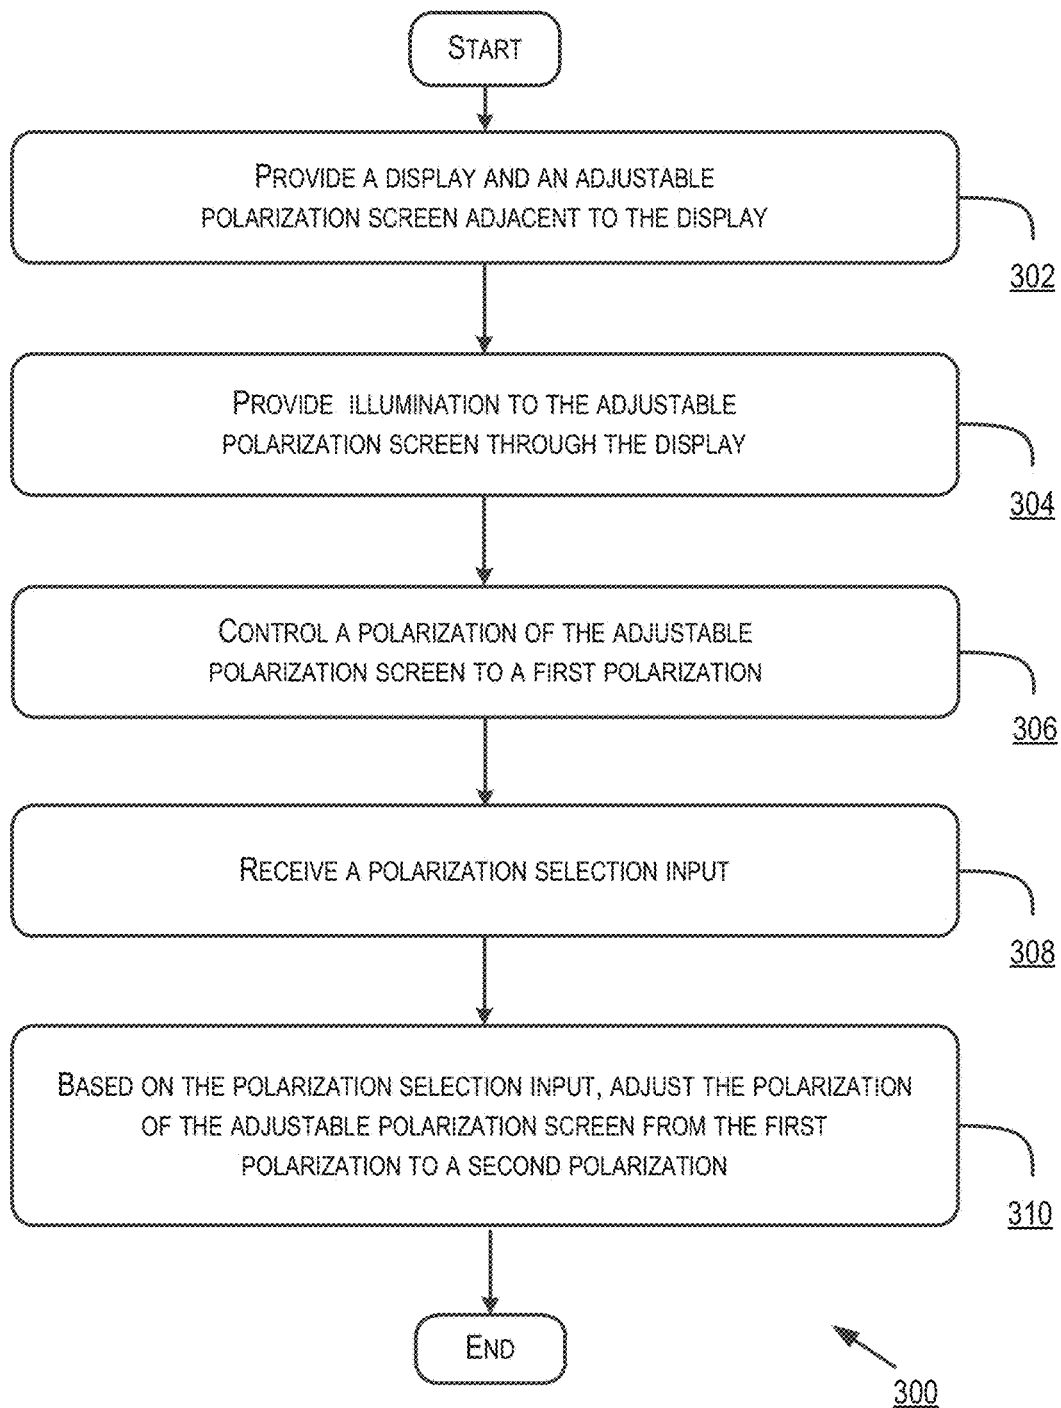 START
PROVIDE A DISPLAY AND AN ADJUSTABLE
POLARIZATION SCREEN ADJACENT TO THE DISPLAY
302
PROVIDE ILLUMINATION TO THE ADJUSTABLE
POLARIZATION SCREEN THROUGH THE DISPLAY
304
CONTROL A POLARIZATION OF THE ADJUSTABLE
POLARIZATION SCREEN TO A FIRST POLARIZATION
306
RECEIVE A POLARIZATION SELECTION INPUT
308
BASED ON THE POLARIZATION SELECTION INPUT, ADJUST THE POLARIZATION
OF THE ADJUSTABLE POLARIZATION SCREEN FROM THE FIRST
POLARIZATION TO A SECOND POLARIZATION
310
END
300